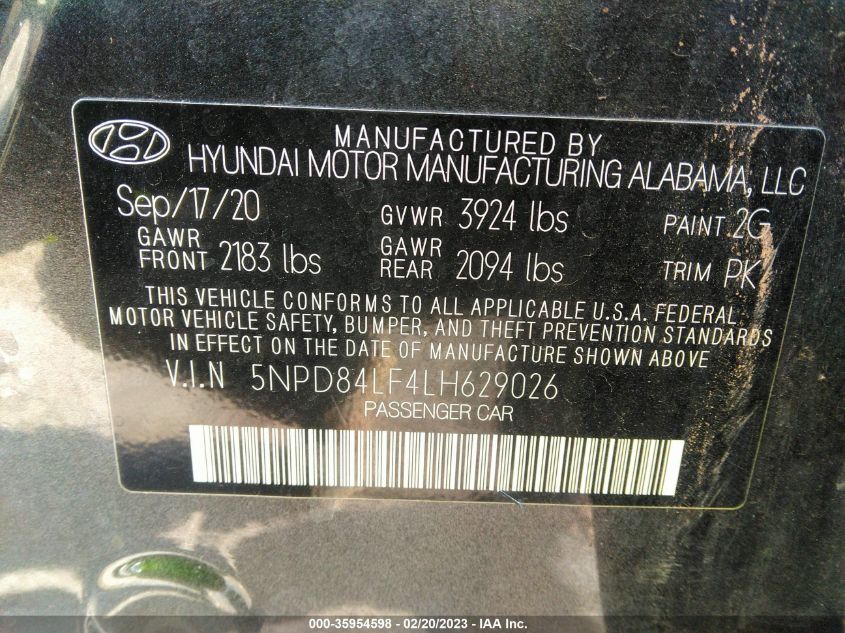 MANUFACTURED BY
HYUNDAI MOTOR MANUFACTURING ALABAMA, LLC
Sep/17/20 GVWR 3924 lbs PAINT 2G
GAWR FRONT 2183 lbs GAWR REAR 2094 lbs TRIM PK
THIS VEHICLE CONFORMS TO ALL APPLICABLE U.S.A. FEDERAL
MOTOR VEHICLE SAFETY, BUMPER, AND THEFT PREVENTION STANDARDS
IN EFFECT ON THE DATE OF MANUFACTURE SHOWN ABOVE
V.I.N 5NPD84LF4LH629026
PASSENGER CAR
000-35954598 - 02/20/2023 - IAA Inc.